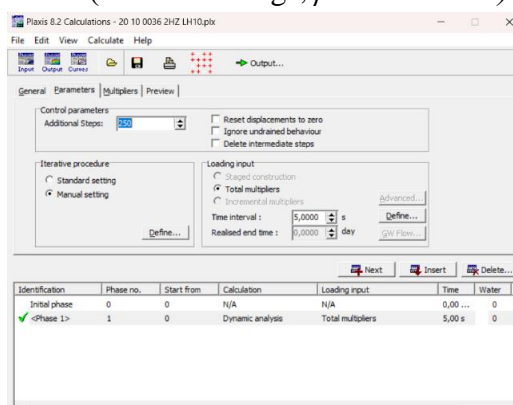 Plaxis 8.2 Calculations - 20 10 0036 2HZ LH10.plx
File Edit View Calculate Help
Input Output Curves Output...
General Parameters Multipliers Preview
Control parameters
Additional Steps: 250
Reset displacements to zero
Ignore undrained behaviour
Delete intermediate steps
Iterative procedure
Standard setting
Manual setting
Define...
Loading input
Staged construction
Total multipliers
Incremental multipliers
Advanced...
Time interval : 5,0000 s Define...
Realised end time : 0,0000 day GW Flow...
Next Insert Delete...
Identification Phase no. Start from Calculation Loading input Time Water
Initial phase 0 0 N/A N/A 0,00 ... 0
<Phase 1> 1 0 Dynamic analysis Total multipliers 5,00 s 0